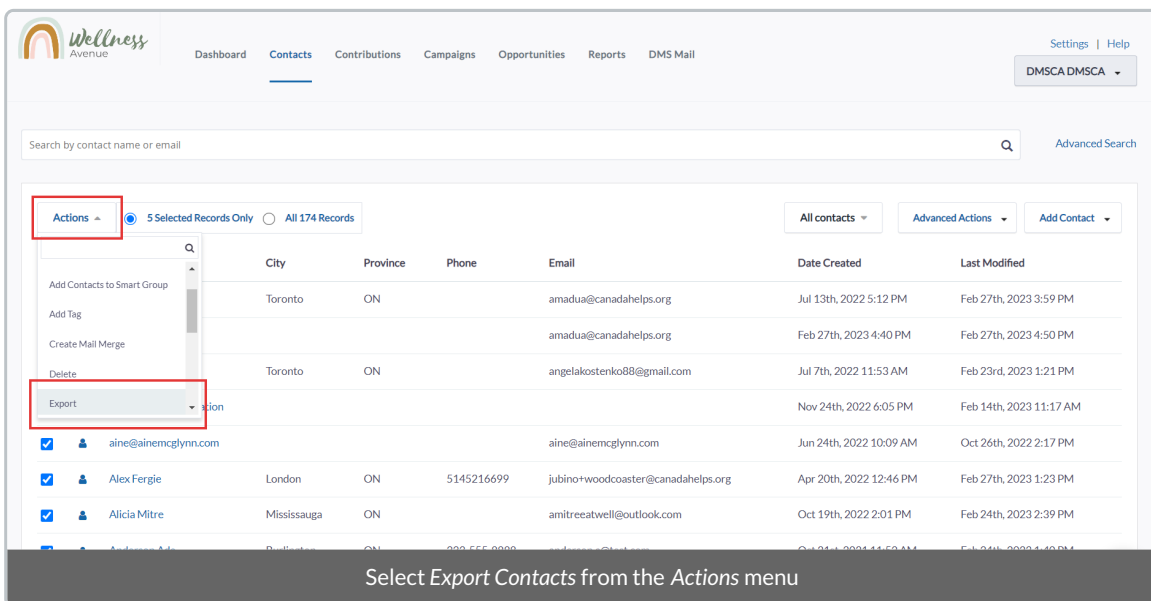 Wellness
Avenue
Dashboard Contacts Contributions Campaigns Opportunities Reports DMS Mail
Settings | Help
DMSCA DMSCA
Search by contact name or email
Advanced Search
Actions 5 Selected Records Only All 174 Records All contacts Advanced Actions Add Contact
City Province Phone Email Date Created Last Modified
Add Contacts to Smart Group
Toronto ON amadua@canadahelps.org Jul 13th, 2022 5:12 PM Feb 27th, 2023 3:59 PM
Add Tag
amadua@canadahelps.org Feb 27th, 2023 4:40 PM Feb 27th, 2023 4:50 PM
Create Mail Merge
Delete Toronto ON angelakostenko88@gmail.com Jul 7th, 2022 11:53 AM Feb 23rd, 2023 1:21 PM
Export ation Nov 24th, 2022 6:05 PM Feb 14th, 2023 11:17 AM
aine@ainemcglynn.com aine@ainemcglynn.com Jun 24th, 2022 10:09 AM Oct 26th, 2022 2:17 PM
Alex Fergie London ON 5145216699 jubino+woodcoaster@canadahelps.org Apr 20th, 2022 12:46 PM Feb 27th, 2023 1:23 PM
Alicia Mitre Mississauga ON amitreeatwell@outlook.com Oct 19th, 2022 2:01 PM Feb 24th, 2023 2:39 PM
Select Export Contacts from the Actions menu